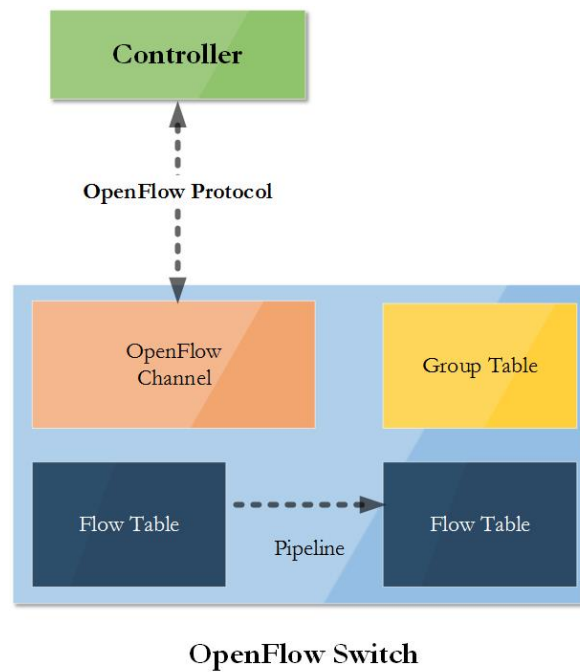 Controller
OpenFlow Protocol
OpenFlow
Channel
Group Table
Flow Table
Pipeline
Flow Table
OpenFlow Switch